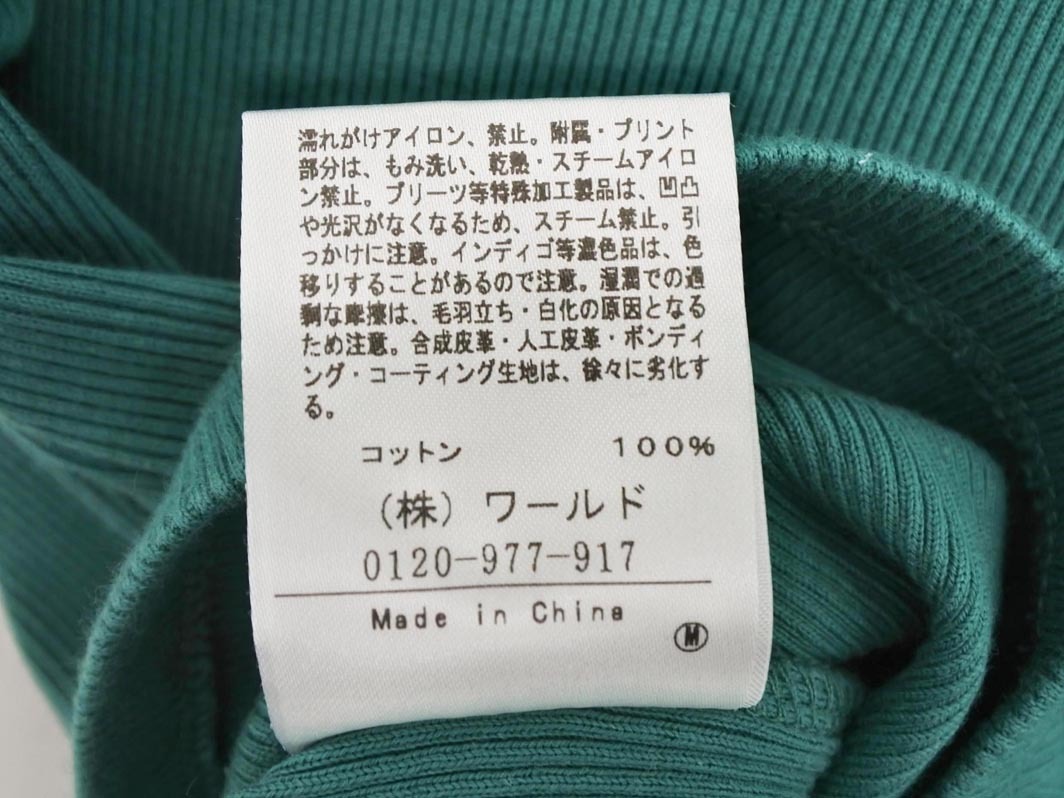 濡れがけアイロン、禁止。附属・プリント
部分は、もみ洗い、乾熱・スチームアイロ
ン禁止。プリーツ等特殊加工製品は、凹凸
や光沢がなくなるため、スチーム禁止。引
っかけに注意。インディゴ等濃色品は、色
移りすることがあるので注意。湿潤での過
剰な摩擦は、毛羽立ち・白化の原因となる
ため注意。合成皮革・人工皮革・ボンディ
ング・コーティング生地は、徐々に劣化す
る。
コットン 100%
(株) ワールド
0120-977-917
Made in China
Ⓜ